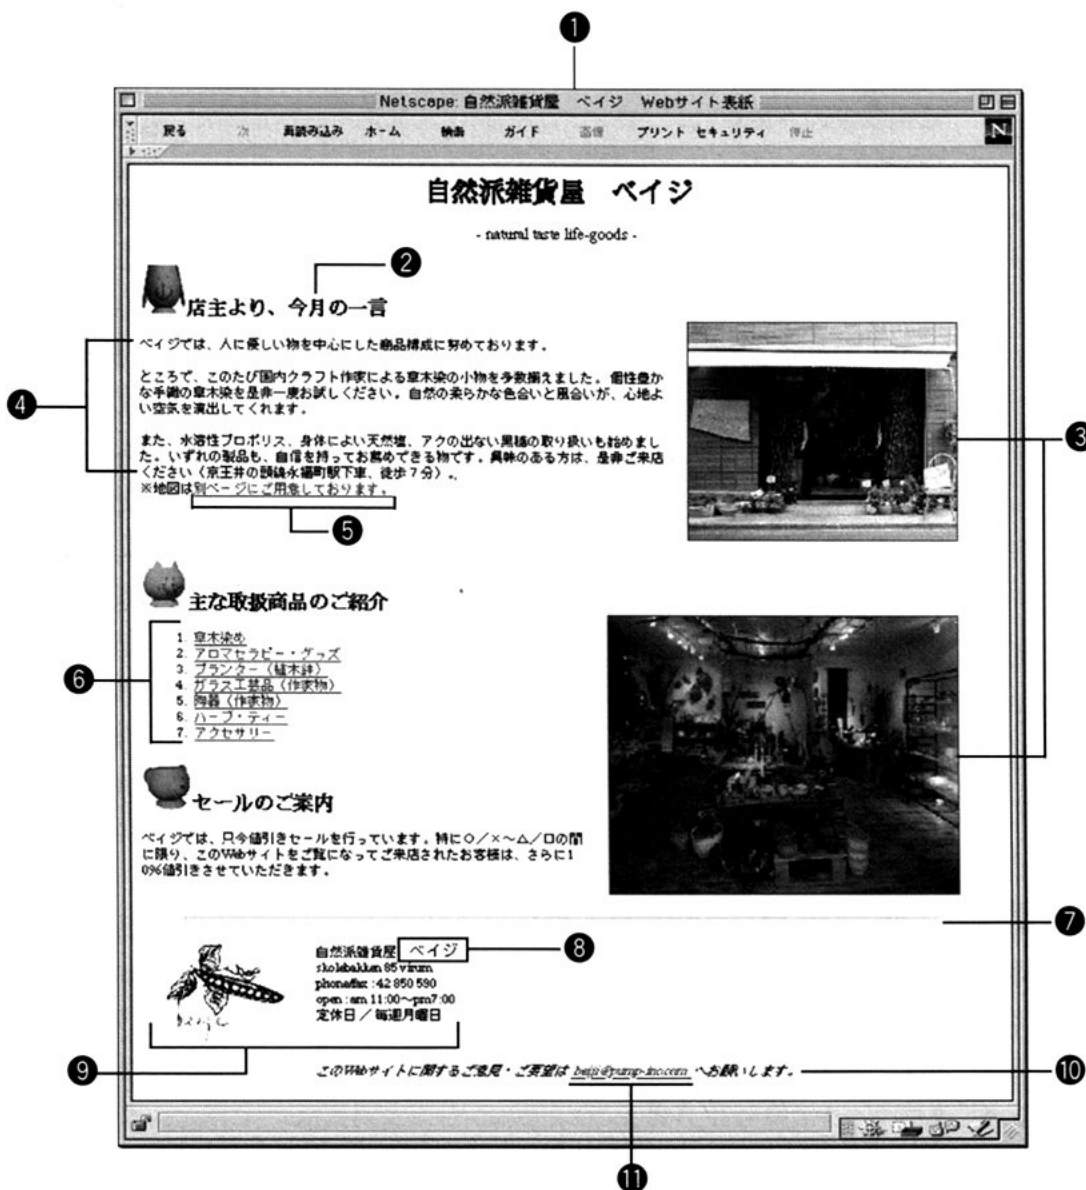 ❶
Netscape: 自然派雑貨屋　ベイジ　Webサイト表紙
戻る　次　再読み込み　ホーム　検索　ガイド　画像　プリント　セキュリティ　停止
N
自然派雑貨屋　ベイジ
- natural taste life-goods -
❷
店主より、今月の一言
❸
❹
ベイジでは、人に優しい物を中心にした商品構成に努めております。
ところで、このたび国内クラフト作家による草木染の小物を多数揃えました。個性豊か
な手織の草木染を是非一度お試しください。自然の柔らかな色合いと風合いが、心地よ
い空気を演出してくれます。
また、水溶性プロポリス、身体によい天然塩、アクの出ない黒糖の取り扱いも始めまし
た。いずれの製品も、自信を持ってお薦めできる物です。興味のある方は、是非ご来店
ください（京王井の頭線永福町駅下車、徒歩７分）。
※地図は別ページにご用意しております。
❺
主な取扱商品のご紹介
❻
1. 草木染め
2. アロマセラピー・グッズ
3. プランター（植木鉢）
4. ガラス工芸品（作家物）
5. 陶器（作家物）
6. ハーブ・ティー
7. アクセサリー
セールのご案内
ベイジでは、只今値引きセールを行っています。特に○／×～△／□の間
に限り、このWebサイトをご覧になってご来店されたお客様は、さらに1
0%値引きさせていただきます。
❼
自然派雑貨屋　ベイジ
❽
skolebakken 85 virum
phone/fax : 42 850 590
open : am 11:00～pm7:00
定休日／毎週月曜日
❾
このWebサイトに関するご意見・ご要望は beiji@pump-inc.com へお願いします。
❿
⓫